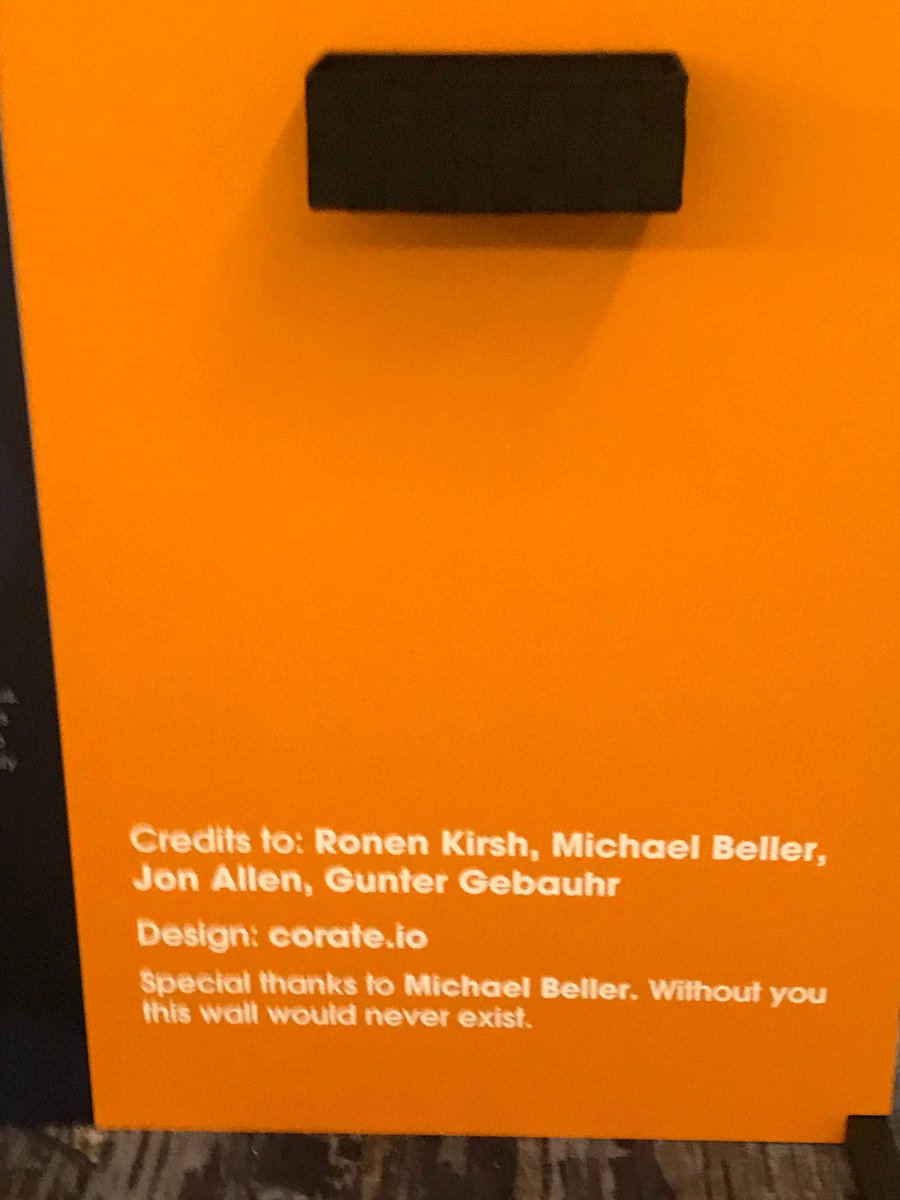 Credits to: Ronen Kirsh, Michael Beller,
Jon Allen, Gunter Gebauhr
Design: corate.io
Special thanks to Michael Beller. Without you
this wall would never exist.